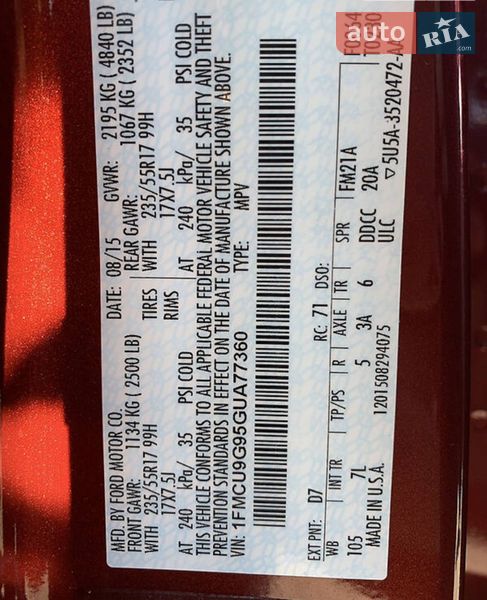 MFD. BY FORD MOTOR CO. DATE: 08/15 GVWR: 2195 KG ( 4840 LB)
FRONT GAWR: 1134 KG ( 2500 LB) REAR GAWR: 1067 KG ( 2352 LB)
WITH 235/55R17 99H TIRES WITH 235/55R17 99H
17X7.5J RIMS 17X7.5J
AT 240 kPa/ 35 PSI COLD AT 240 kPa/ 35 PSI COLD
THIS VEHICLE CONFORMS TO ALL APPLICABLE FEDERAL MOTOR VEHICLE SAFETY AND THEFT
PREVENTION STANDARDS IN EFFECT ON THE DATE OF MANUFACTURE SHOWN ABOVE.
VIN: 1FMCU9G95GUA77360 TYPE: MPV
EXT PNT: D7 RC: 71 DSO:
WB INT TR TP/PS R AXLE TR SPR
105 7L 5 3A 6 DDCC FM21A
ULC 20A
MADE IN U.S.A. 1201508294075
▽5U5A-3520472-AA
auto RIA.com